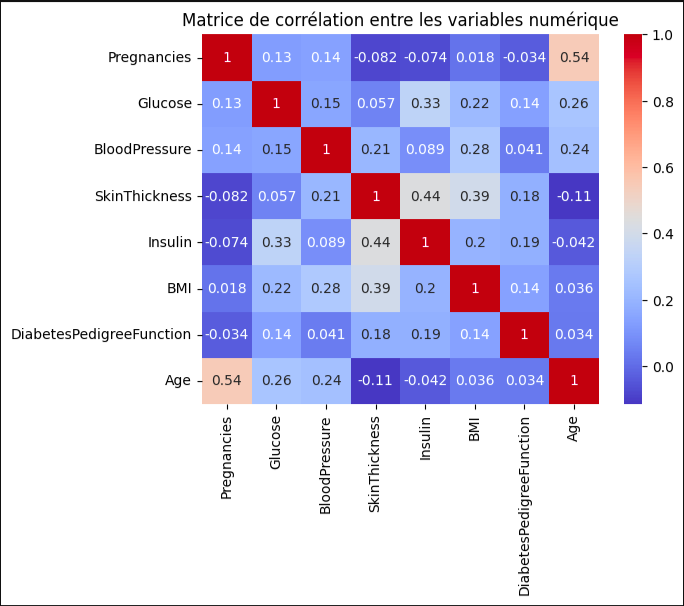 Matrice de corrélation entre les variables numérique
Pregnancies 1 0.13 0.14 -0.082 -0.074 0.018 -0.034 0.54
Glucose 0.13 1 0.15 0.057 0.33 0.22 0.14 0.26
BloodPressure 0.14 0.15 1 0.21 0.089 0.28 0.041 0.24
SkinThickness -0.082 0.057 0.21 1 0.44 0.39 0.18 -0.11
Insulin -0.074 0.33 0.089 0.44 1 0.2 0.19 -0.042
BMI 0.018 0.22 0.28 0.39 0.2 1 0.14 0.036
DiabetesPedigreeFunction -0.034 0.14 0.041 0.18 0.19 0.14 1 0.034
Age 0.54 0.26 0.24 -0.11 -0.042 0.036 0.034 1
Pregnancies
Glucose
BloodPressure
SkinThickness
Insulin
BMI
DiabetesPedigreeFunction
Age
1.0
0.8
0.6
0.4
0.2
0.0